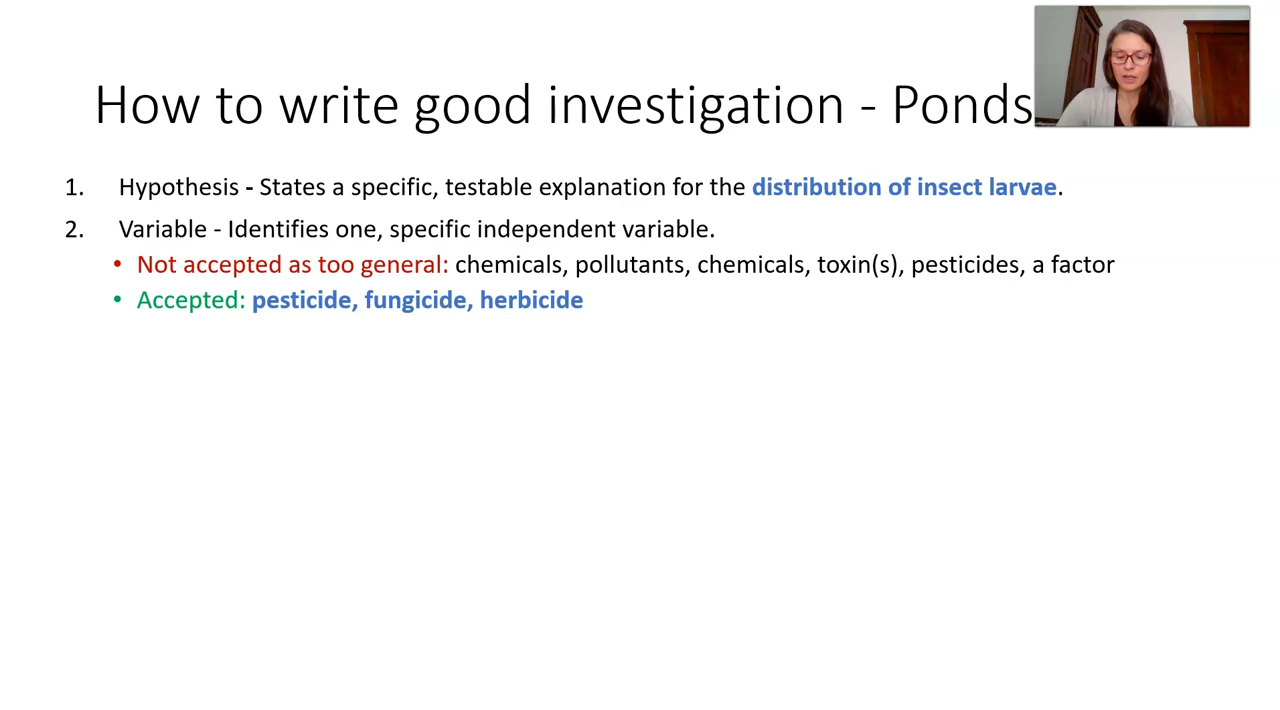 How to write good investigation - Ponds
1. Hypothesis - States a specific, testable explanation for the distribution of insect larvae.
2. Variable - Identifies one, specific independent variable.
• Not accepted as too general: chemicals, pollutants, chemicals, toxin(s), pesticides, a factor
• Accepted: pesticide, fungicide, herbicide